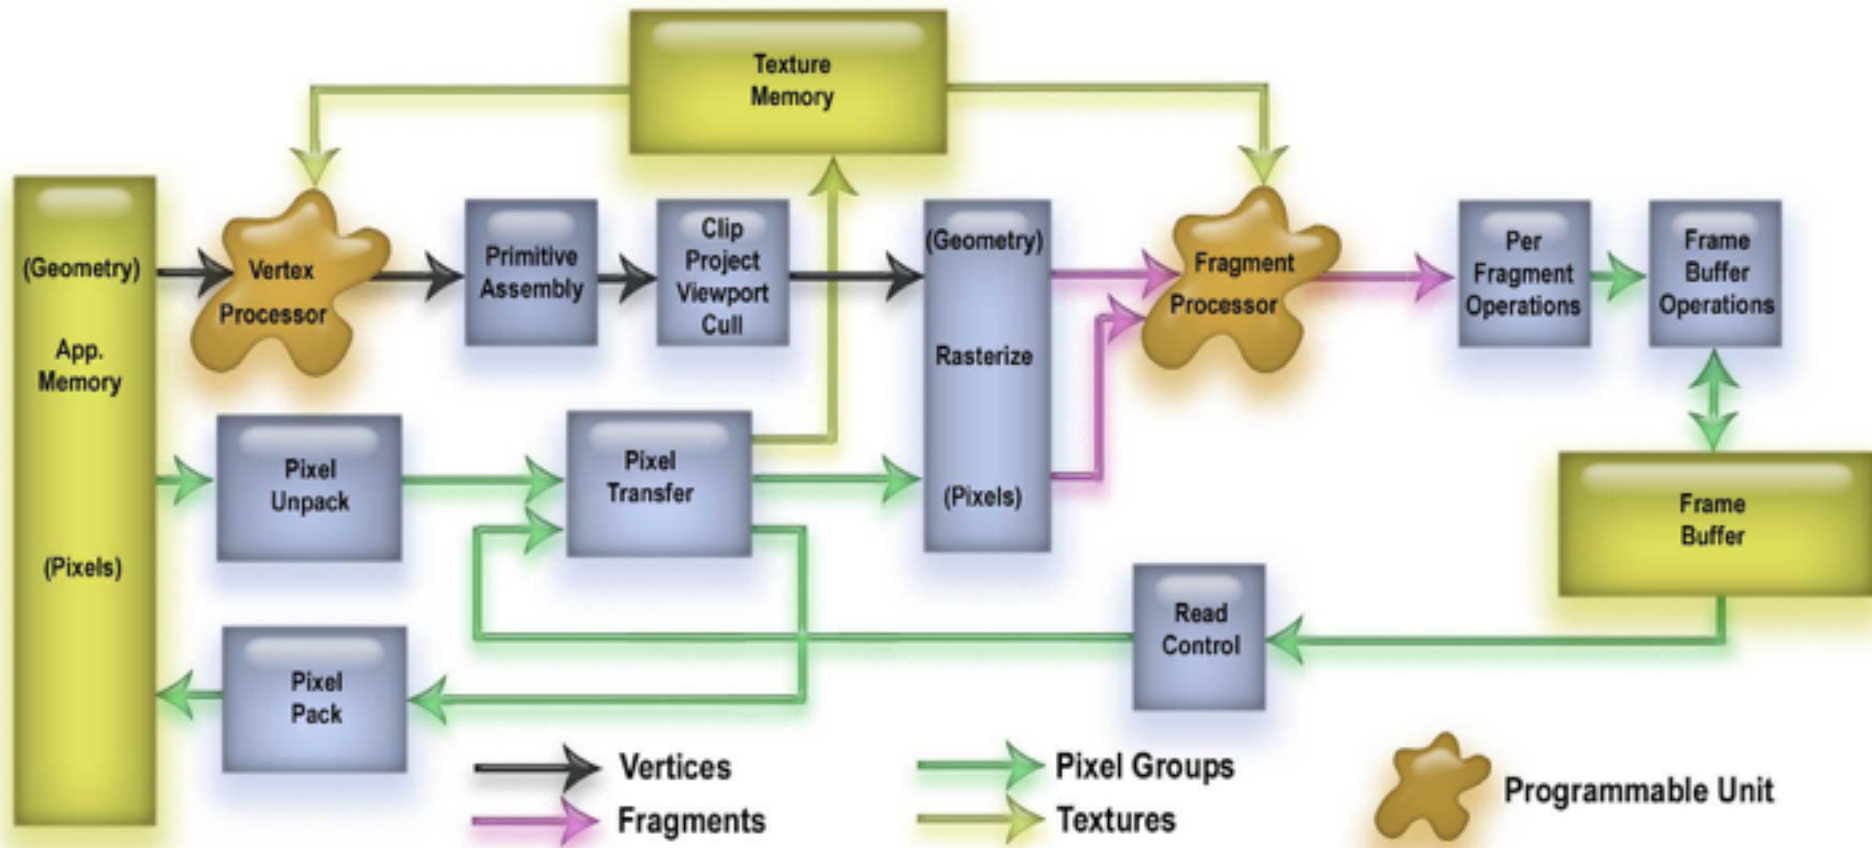 Texture
Memory
(Geometry)
App.
Memory
(Pixels)
Vertex
Processor
Primitive
Assembly
Clip
Project
Viewport
Cull
(Geometry)
Rasterize
(Pixels)
Fragment
Processor
Per
Fragment
Operations
Frame
Buffer
Operations
Pixel
Unpack
Pixel
Transfer
Frame
Buffer
Read
Control
Pixel
Pack
Vertices
Fragments
Pixel Groups
Textures
Programmable Unit